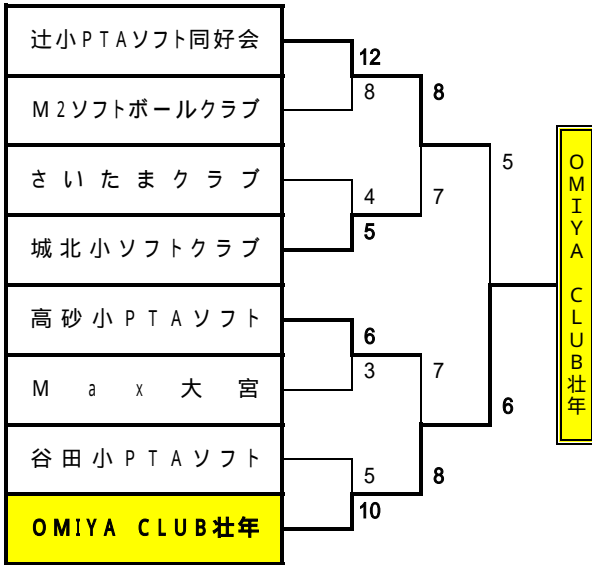 辻小PTAソフト同好会
12
8
M2ソフトボールクラブ
8
5
さいたまクラブ
4
7
5
城北小ソフトクラブ
高砂小PTAソフト
6
3
7
Max大宮
6
谷田小PTAソフト
5
8
10
OMIYA CLUB壮年
OMIYA CLUB壮年